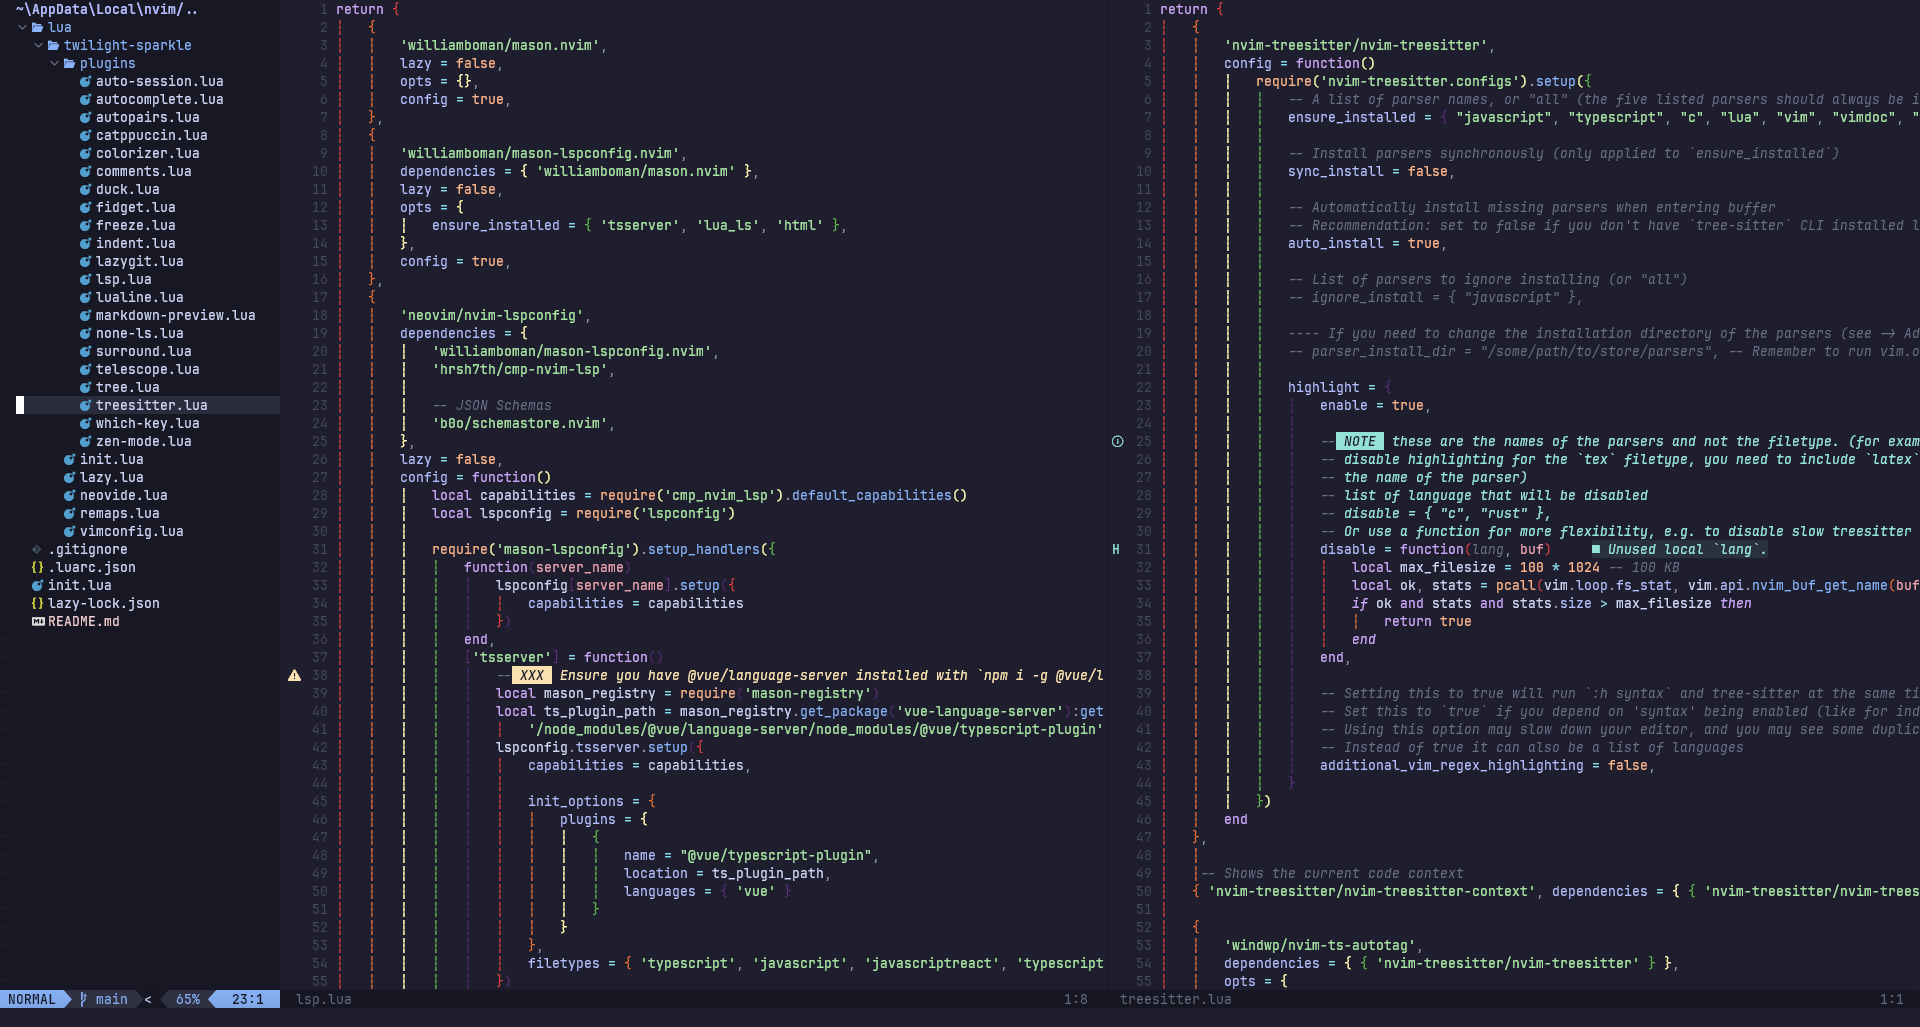 ~\AppData\Local\nvim/..
lua
twilight-sparkle
plugins
auto-session.lua
autocomplete.lua
autopairs.lua
catppuccin.lua
colorizer.lua
comments.lua
duck.lua
fidget.lua
freeze.lua
indent.lua
lazygit.lua
lsp.lua
lualine.lua
markdown-preview.lua
none-ls.lua
surround.lua
telescope.lua
tree.lua
treesitter.lua
which-key.lua
zen-mode.lua
init.lua
lazy.lua
neovide.lua
remaps.lua
vimconfig.lua
.gitignore
{} .luarc.json
init.lua
{} lazy-lock.json
README.md
NORMAL main < 65% 23:1
1 return {
2 {
3 'williamboman/mason.nvim',
4 lazy = false,
5 opts = {},
6 config = true,
7 },
8 {
9 'williamboman/mason-lspconfig.nvim',
10 dependencies = { 'williamboman/mason.nvim' },
11 lazy = false,
12 opts = {
13 ensure_installed = { 'tsserver', 'lua_ls', 'html' },
14 },
15 config = true,
16 },
17 {
18 'neovim/nvim-lspconfig',
19 dependencies = {
20 'williamboman/mason-lspconfig.nvim',
21 'hrsh7th/cmp-nvim-lsp',
22
23 -- JSON Schemas
24 'b0o/schemastore.nvim',
25 },
26 lazy = false,
27 config = function()
28 local capabilities = require('cmp_nvim_lsp').default_capabilities()
29 local lspconfig = require('lspconfig')
30
31 require('mason-lspconfig').setup_handlers({
32 function(server_name)
33 lspconfig[server_name].setup({
34 capabilities = capabilities
35 })
36 end,
37 ['tsserver'] = function()
38 -- XXX Ensure you have @vue/language-server installed with `npm i -g @vue/l
39 local mason_registry = require('mason-registry')
40 local ts_plugin_path = mason_registry.get_package('vue-language-server'):get
41 '/node_modules/@vue/language-server/node_modules/@vue/typescript-plugin'
42 lspconfig.tsserver.setup({
43 capabilities = capabilities,
44
45 init_options = {
46 plugins = {
47 {
48 name = "@vue/typescript-plugin",
49 location = ts_plugin_path,
50 languages = { 'vue' }
51 }
52 }
53 },
54 filetypes = { 'typescript', 'javascript', 'javascriptreact', 'typescript
55 })
lsp.lua 1:8
1 return {
2 {
3 'nvim-treesitter/nvim-treesitter',
4 config = function()
5 require('nvim-treesitter.configs').setup({
6 -- A list of parser names, or "all" (the five listed parsers should always be i
7 ensure_installed = { "javascript", "typescript", "c", "lua", "vim", "vimdoc", "
8
9 -- Install parsers synchronously (only applied to `ensure_installed`)
10 sync_install = false,
11
12 -- Automatically install missing parsers when entering buffer
13 -- Recommendation: set to false if you don't have `tree-sitter` CLI installed l
14 auto_install = true,
15
16 -- List of parsers to ignore installing (or "all")
17 -- ignore_install = { "javascript" },
18
19 ---- If you need to change the installation directory of the parsers (see -> Ad
20 -- parser_install_dir = "/some/path/to/store/parsers", -- Remember to run vim.o
21
22 highlight = {
23 enable = true,
24
25 -- NOTE these are the names of the parsers and not the filetype. (for exam
26 -- disable highlighting for the `tex` filetype, you need to include `latex`
27 -- the name of the parser)
28 -- list of language that will be disabled
29 -- disable = { "c", "rust" },
30 -- Or use a function for more flexibility, e.g. to disable slow treesitter
H 31 disable = function(lang, buf) ■ Unused local `lang`.
32 local max_filesize = 100 * 1024 -- 100 KB
33 local ok, stats = pcall(vim.loop.fs_stat, vim.api.nvim_buf_get_name(buf
34 if ok and stats and stats.size > max_filesize then
35 return true
36 end
37 end,
38
39 -- Setting this to true will run `:h syntax` and tree-sitter at the same ti
40 -- Set this to `true` if you depend on 'syntax' being enabled (like for ind
41 -- Using this option may slow down your editor, and you may see some duplic
42 -- Instead of true it can also be a list of languages
43 additional_vim_regex_highlighting = false,
44 }
45 })
46 end
47 },
48
49 -- Shows the current code context
50 { 'nvim-treesitter/nvim-treesitter-context', dependencies = { { 'nvim-treesitter/nvim-trees
51
52 {
53 'windwp/nvim-ts-autotag',
54 dependencies = { { 'nvim-treesitter/nvim-treesitter' } },
55 opts = {
treesitter.lua 1:1